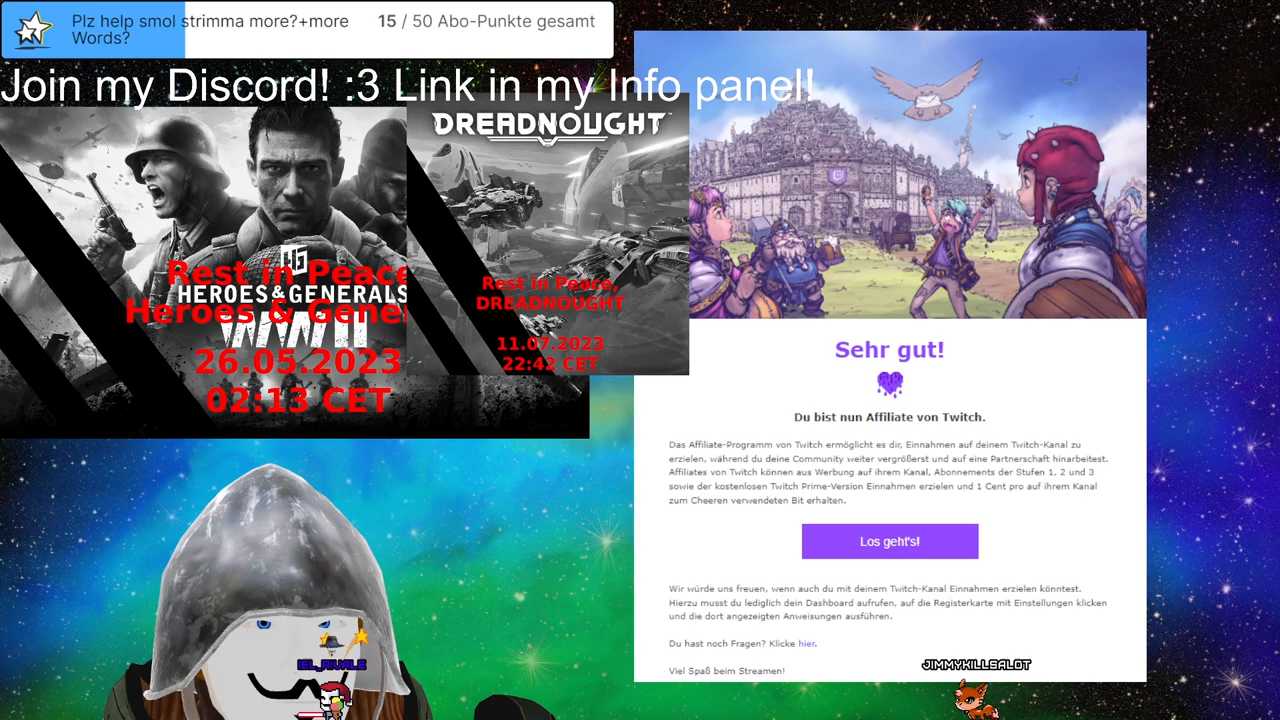 Plz help smol strimma more?+more
Words?
15 / 50 Abo-Punkte gesamt
Join my Discord! :3 Link in my Info panel!
DREADNOUGHT
Rest in Peace
HEROES & GENERALS
Heroes & Gene
WWII
26.05.2023
02:13 CET
Rest in Peace,
DREADNOUGHT
11.07.2023
22:42 CET
Sehr gut!
Du bist nun Affiliate von Twitch.
Das Affiliate-Programm von Twitch ermöglicht es dir, Einnahmen auf deinem Twitch-Kanal zu
erzielen, während du deine Community weiter vergrößerst und auf eine Partnerschaft hinarbeitest.
Affiliates von Twitch können aus Werbung auf ihrem Kanal, Abonnements der Stufen 1, 2 und 3
sowie der kostenlosen Twitch Prime-Version Einnahmen erzielen und 1 Cent pro auf ihrem Kanal
zum Cheeren verwendeten Bit erhalten.
Los geht's!
Wir würde uns freuen, wenn auch du mit deinem Twitch-Kanal Einnahmen erzielen könntest.
Hierzu musst du lediglich dein Dashboard aufrufen, auf die Registerkarte mit Einstellungen klicken
und die dort angezeigten Anweisungen ausführen.
Du hast noch Fragen? Klicke hier.
Viel Spaß beim Streamen!
IEL_RIVALE
JIMMYKILLSALOT